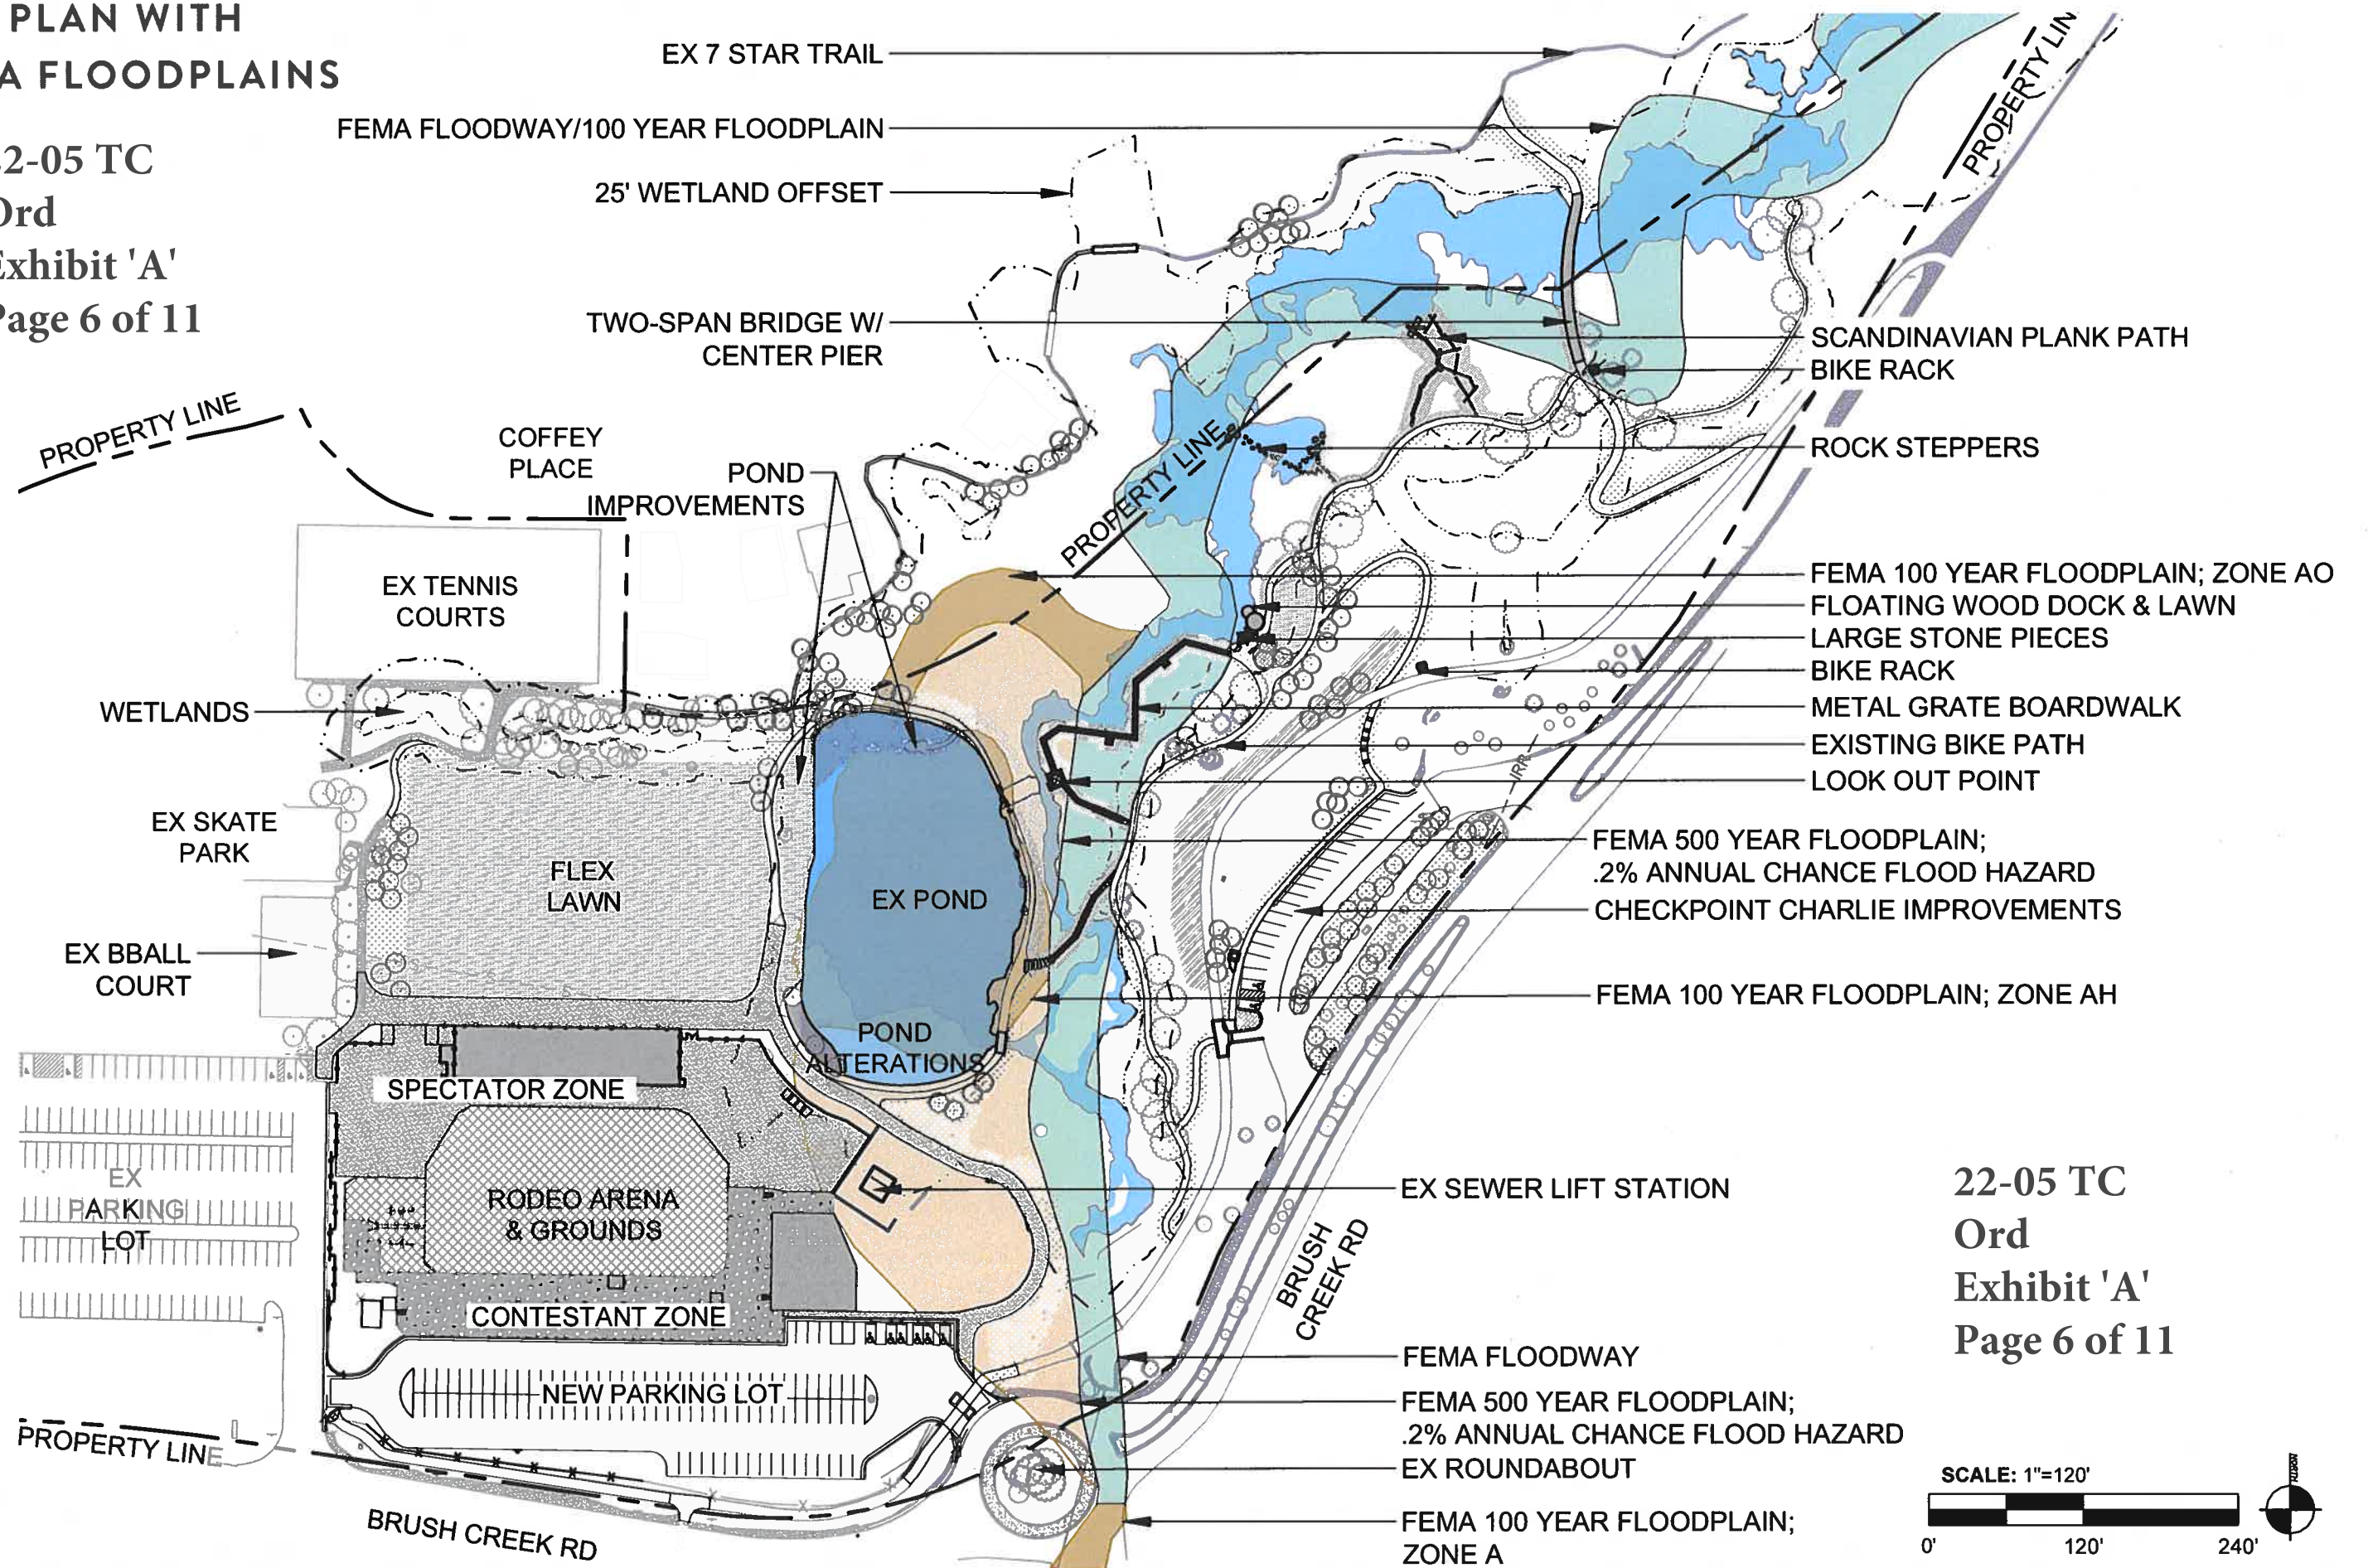 PLAN WITH
A FLOODPLAINS
22-05 TC
Ord
Exhibit 'A'
Page 6 of 11
EX 7 STAR TRAIL
FEMA FLOODWAY/100 YEAR FLOODPLAIN
25' WETLAND OFFSET
TWO-SPAN BRIDGE W/
CENTER PIER
PROPERTY LIN
SCANDINAVIAN PLANK PATH
BIKE RACK
ROCK STEPPERS
PROPERTY LINE
COFFEY
PLACE
POND
IMPROVEMENTS
PROPERTY LINE
EX TENNIS
COURTS
FEMA 100 YEAR FLOODPLAIN; ZONE AO
FLOATING WOOD DOCK & LAWN
LARGE STONE PIECES
BIKE RACK
METAL GRATE BOARDWALK
EXISTING BIKE PATH
LOOK OUT POINT
WETLANDS
IRR
EX SKATE
PARK
FLEX
LAWN
EX POND
FEMA 500 YEAR FLOODPLAIN;
.2% ANNUAL CHANCE FLOOD HAZARD
CHECKPOINT CHARLIE IMPROVEMENTS
EX BBALL
COURT
FEMA 100 YEAR FLOODPLAIN; ZONE AH
POND
ALTERATIONS
SPECTATOR ZONE
EX
PARKING
LOT
RODEO ARENA
& GROUNDS
EX SEWER LIFT STATION
BRUSH
CREEK RD
CONTESTANT ZONE
NEW PARKING LOT
FEMA FLOODWAY
FEMA 500 YEAR FLOODPLAIN;
.2% ANNUAL CHANCE FLOOD HAZARD
EX ROUNDABOUT
FEMA 100 YEAR FLOODPLAIN;
ZONE A
PROPERTY LINE
BRUSH CREEK RD
22-05 TC
Ord
Exhibit 'A'
Page 6 of 11
SCALE: 1"=120'
0' 120' 240'
NORTH